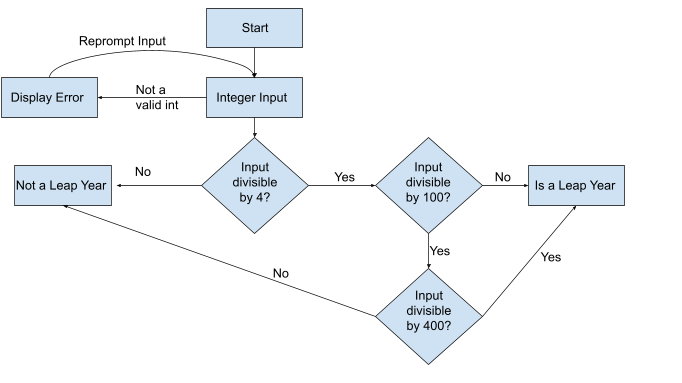 Start
Reprompt Input
Display Error
Not a
valid int
Integer Input
Not a Leap Year
No
Input
divisible
by 4?
Yes
Input
divisible
by 100?
No
Is a Leap Year
Yes
No
Input
divisible
by 400?
Yes